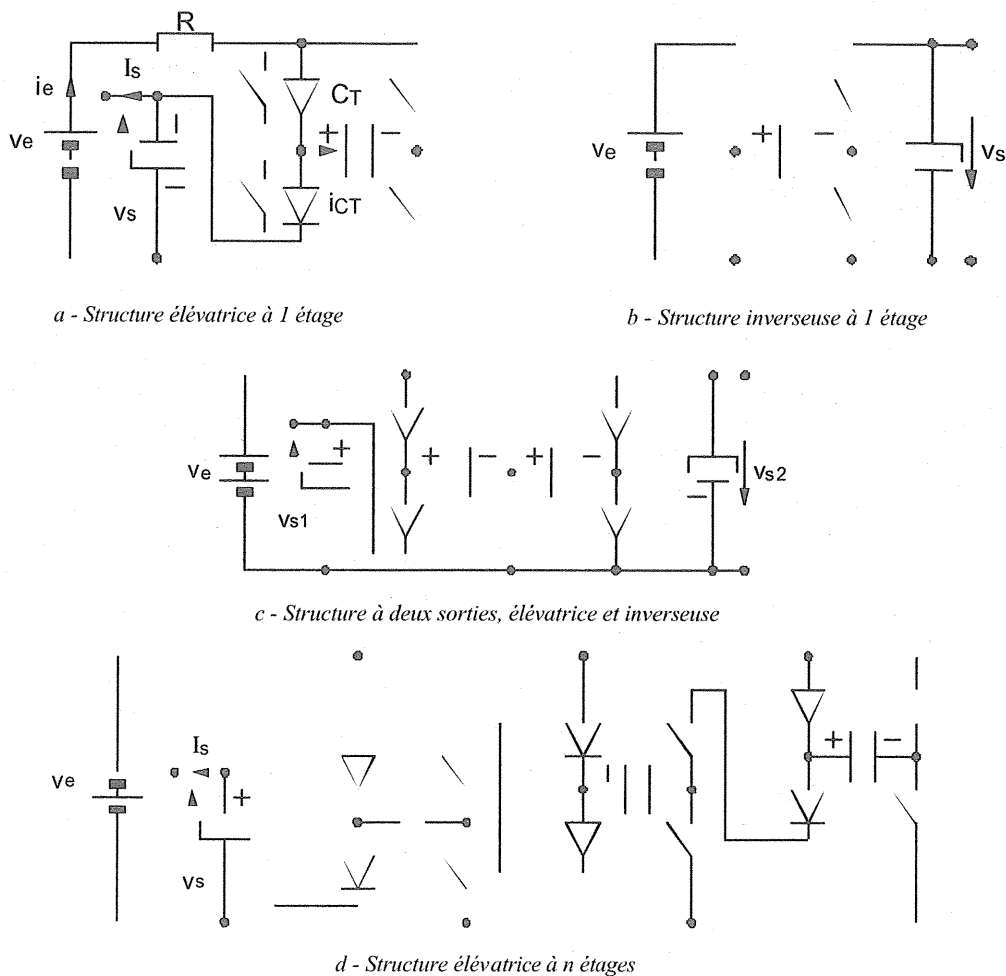 R
Is
ie
CT
+ −
ve
iCT
vs
−
a - Structure élévatrice à 1 étage
+ −
ve
vs
b - Structure inverseuse à 1 étage
+
+ − + −
ve
vs2
vs1
−
c - Structure à deux sorties, élévatrice et inverseuse
Is
ve
+
+ −
vs
d - Structure élévatrice à n étages